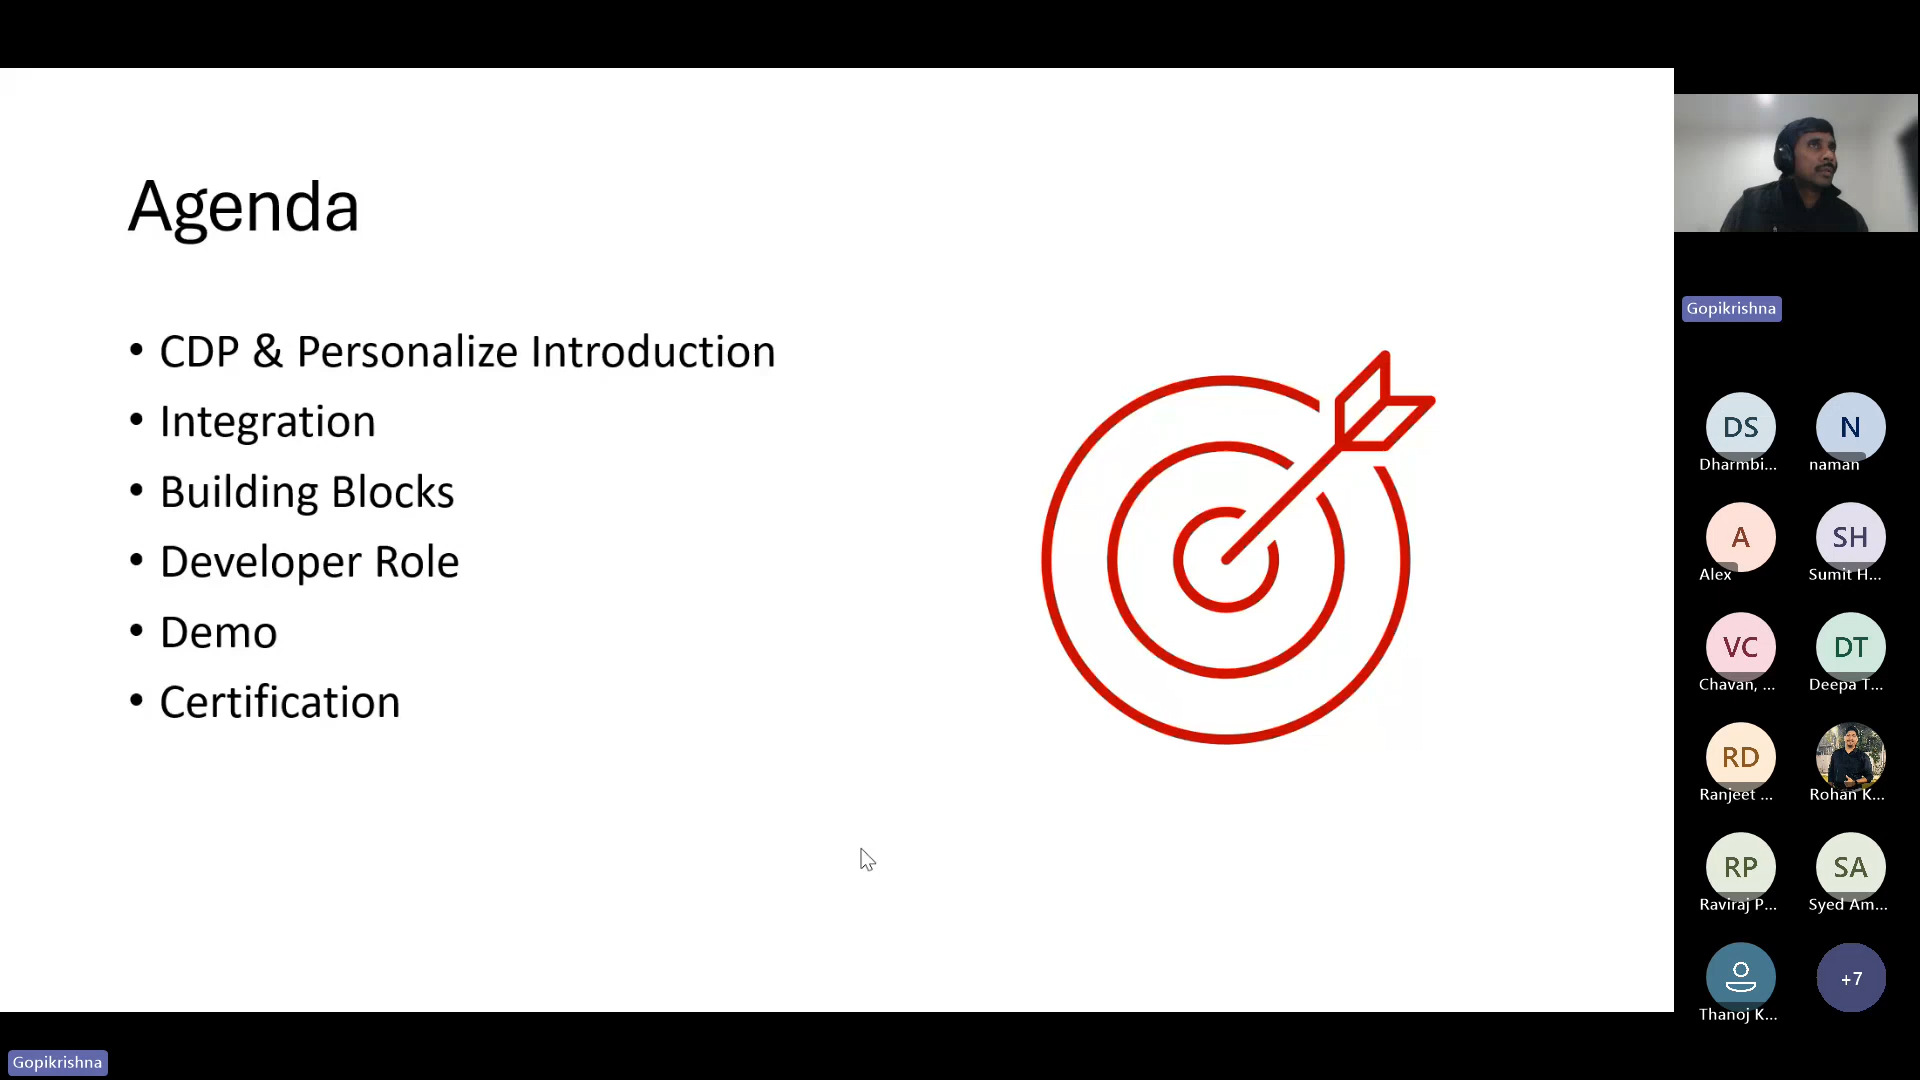 Agenda
• CDP & Personalize Introduction
• Integration
• Building Blocks
• Developer Role
• Demo
• Certification
Gopikrishna
DS
Dharmbi...
N
naman
A
Alex
SH
Sumit H...
VC
Chavan, ...
DT
Deepa T...
RD
Ranjeet ...
Rohan K...
RP
Raviraj P...
SA
Syed Am...
Thanoj K...
+7
Gopikrishna